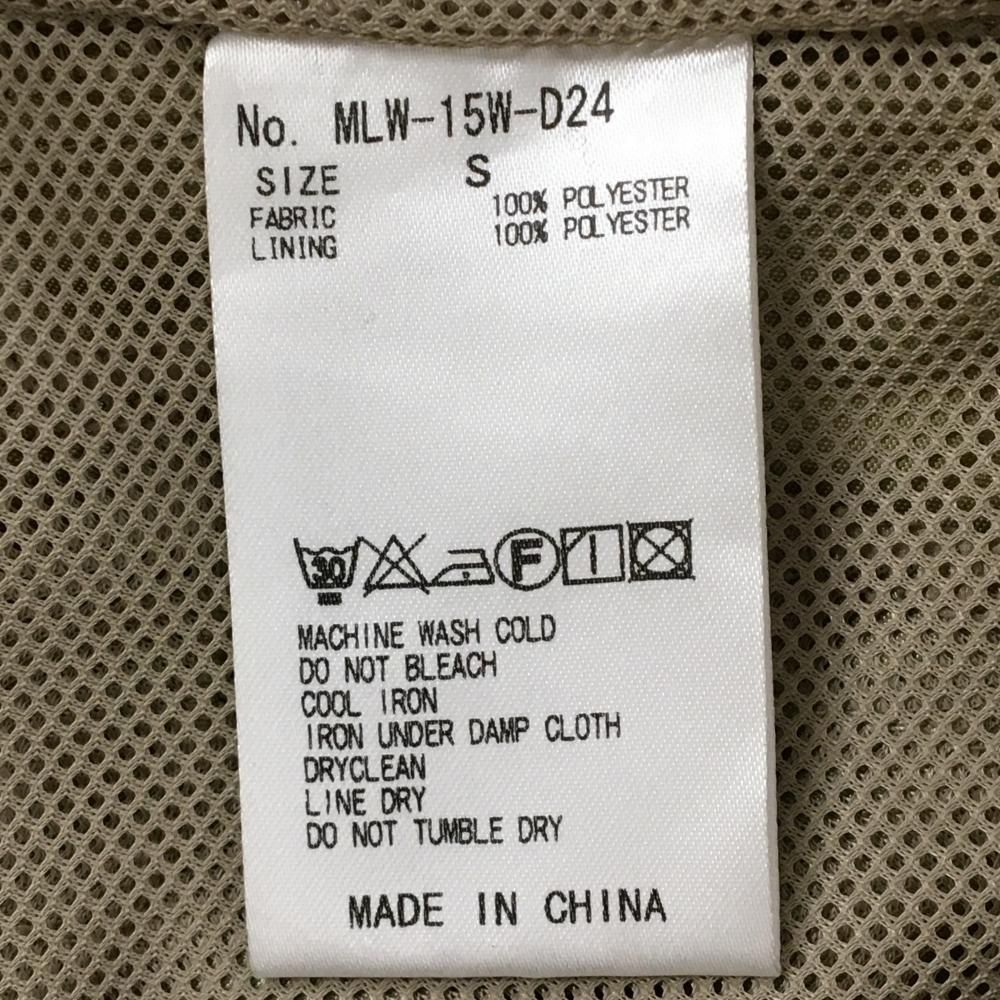 No. MLW-15W-D24
SIZE S
FABRIC 100% POLYESTER
LINING 100% POLYESTER
30 F
MACHINE WASH COLD
DO NOT BLEACH
COOL IRON
IRON UNDER DAMP CLOTH
DRYCLEAN
LINE DRY
DO NOT TUMBLE DRY
MADE IN CHINA